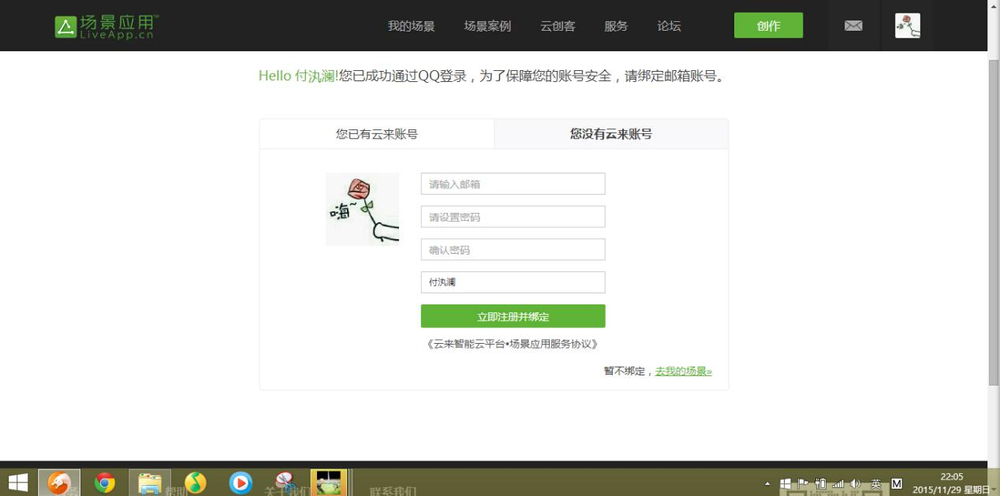 场景应用™
LiveApp.cn
我的场景 场景案例 云创客 服务 论坛 创作
Hello 付汍澜!您已成功通过QQ登录，为了保障您的账号安全，请绑定邮箱账号。
您已有云来账号 您没有云来账号
嗨~
请输入邮箱
请设置密码
确认密码
付汍澜
立即注册并绑定
《云来智能云平台•场景应用服务协议》
暂不绑定，去我的场景»
帮助 关于我们 联系我们
英 M
22:05
2015/11/29 星期日